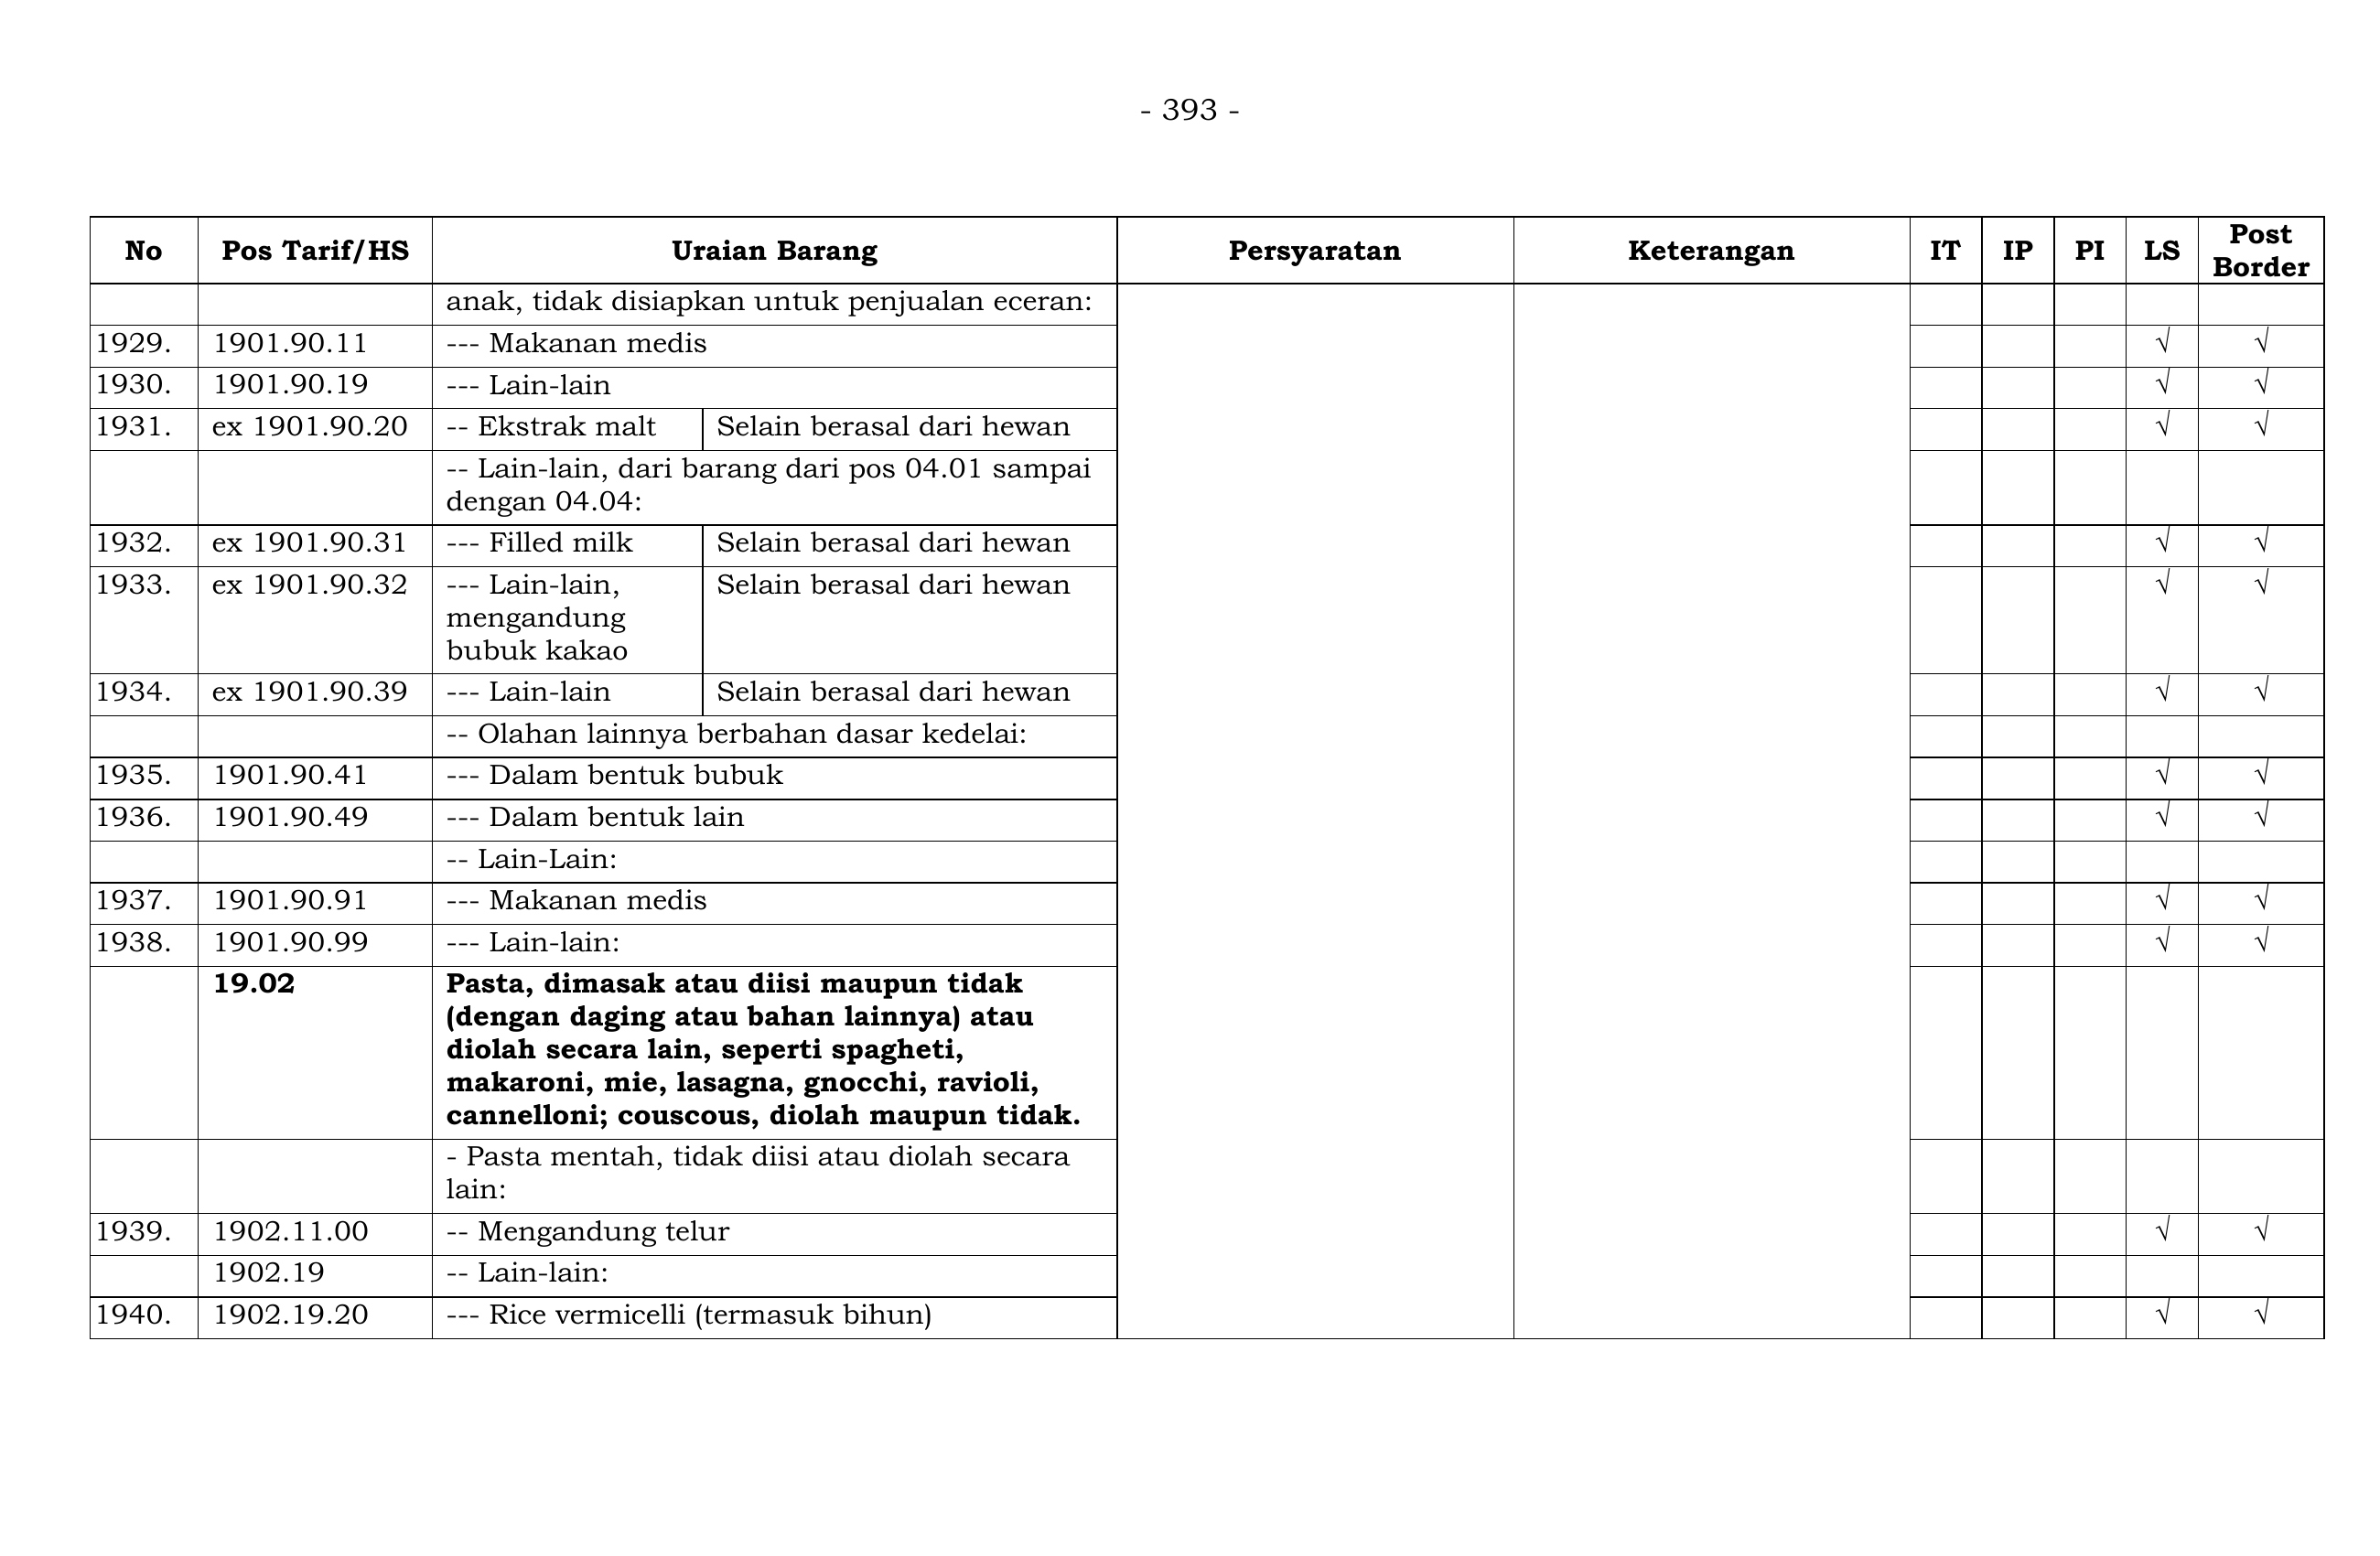 - 393 -
No Pos Tarif/HS Uraian Barang Persyaratan Keterangan IT IP PI LS Post Border
anak, tidak disiapkan untuk penjualan eceran:
1929. 1901.90.11 --- Makanan medis √ √
1930. 1901.90.19 --- Lain-lain √ √
1931. ex 1901.90.20 -- Ekstrak malt Selain berasal dari hewan √ √
-- Lain-lain, dari barang dari pos 04.01 sampai
dengan 04.04:
1932. ex 1901.90.31 --- Filled milk Selain berasal dari hewan √ √
1933. ex 1901.90.32 --- Lain-lain, Selain berasal dari hewan √ √
mengandung
bubuk kakao
1934. ex 1901.90.39 --- Lain-lain Selain berasal dari hewan √ √
-- Olahan lainnya berbahan dasar kedelai:
1935. 1901.90.41 --- Dalam bentuk bubuk √ √
1936. 1901.90.49 --- Dalam bentuk lain √ √
-- Lain-Lain:
1937. 1901.90.91 --- Makanan medis √ √
1938. 1901.90.99 --- Lain-lain: √ √
19.02 Pasta, dimasak atau diisi maupun tidak
(dengan daging atau bahan lainnya) atau
diolah secara lain, seperti spagheti,
makaroni, mie, lasagna, gnocchi, ravioli,
cannelloni; couscous, diolah maupun tidak.
- Pasta mentah, tidak diisi atau diolah secara
lain:
1939. 1902.11.00 -- Mengandung telur √ √
1902.19 -- Lain-lain:
1940. 1902.19.20 --- Rice vermicelli (termasuk bihun) √ √